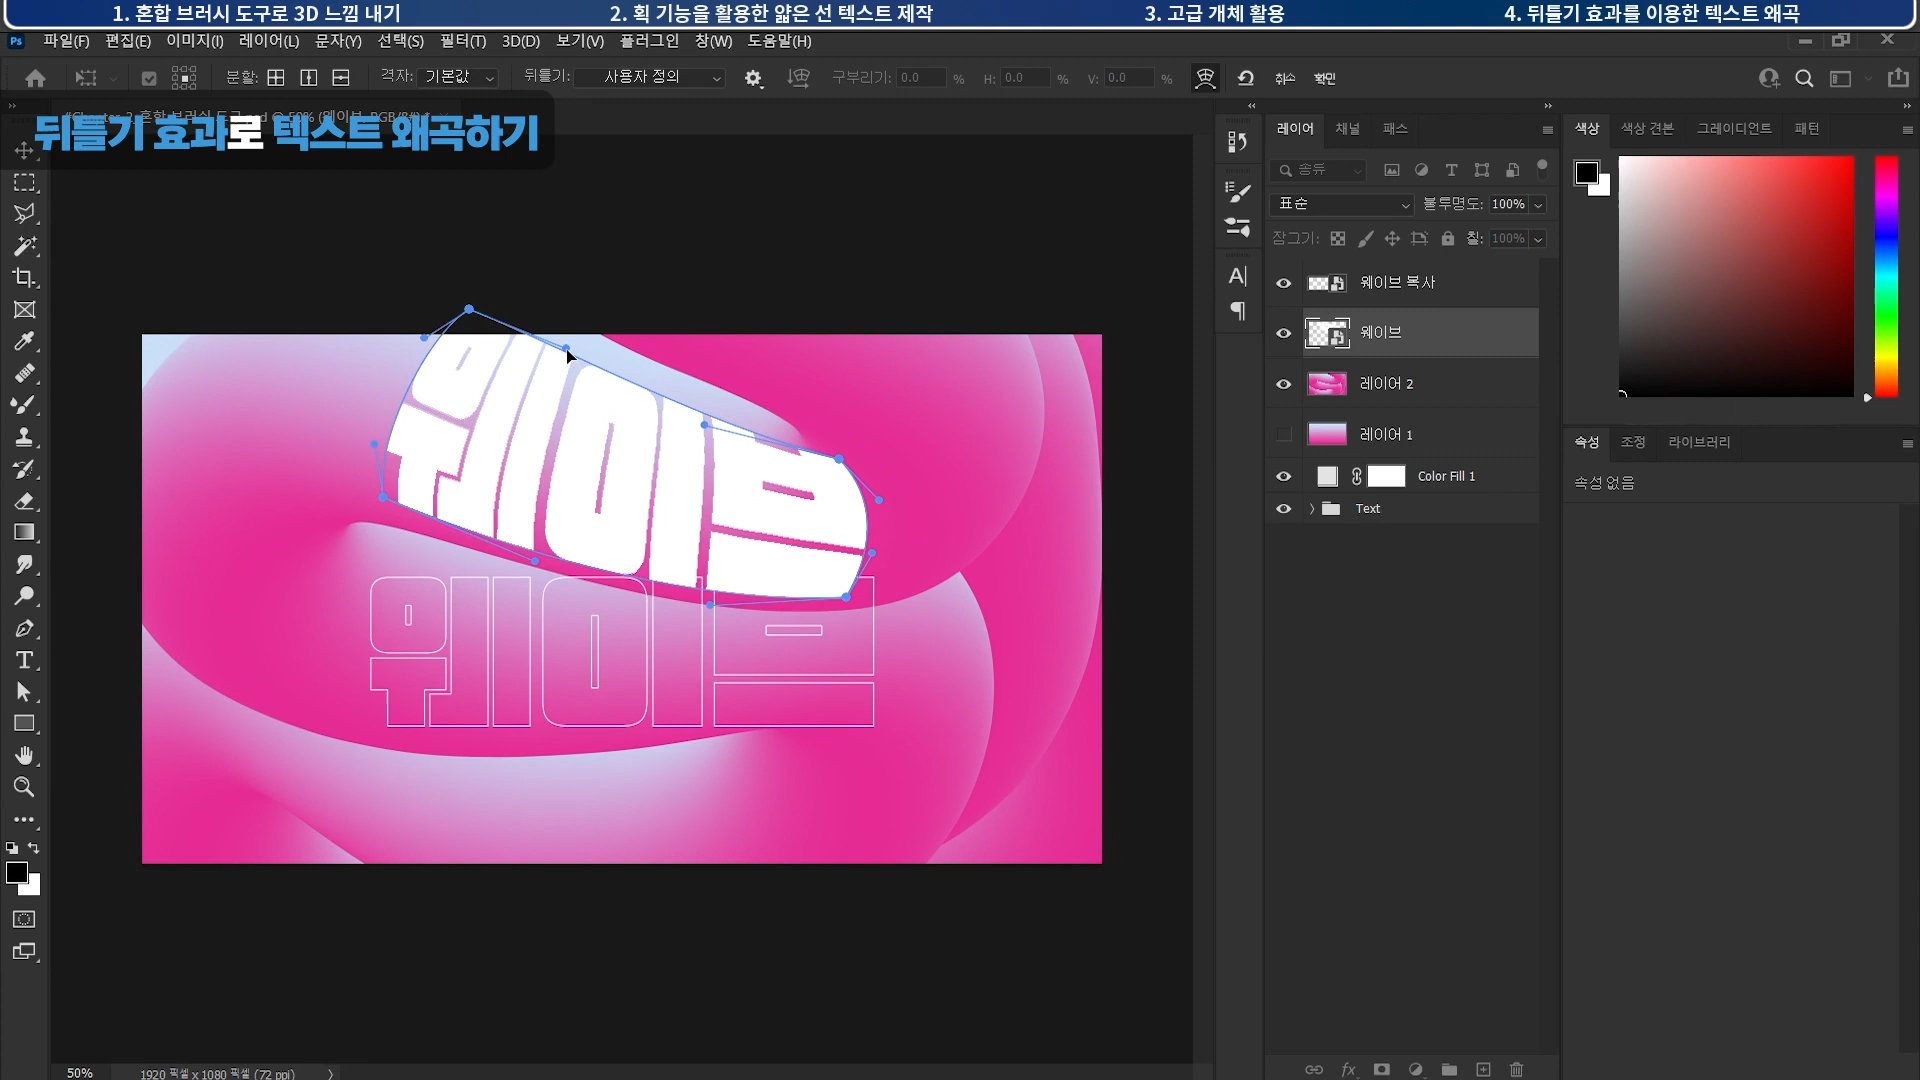 1. 혼합 브러시 도구로 3D 느낌 내기
2. 획 기능을 활용한 얇은 선 텍스트 제작
3. 고급 개체 활용
4. 뒤틀기 효과를 이용한 텍스트 왜곡
Ps 파일(F) 편집(E) 이미지(I) 레이어(L) 문자(Y) 선택(S) 필터(T) 3D(D) 보기(V) 플러그인 창(W) 도움말(H)
분할: 격자: 기본값 뒤틀기: 사용자 정의 구부리기: 0.0 % H: 0.0 % V: 0.0 % 취소 확인
뒤틀기 효과로 텍스트 왜곡하기
레이어 채널 패스
종류
표준 불투명도: 100%
잠그기: 칠: 100%
웨이브 복사
웨이브
레이어 2
레이어 1
Color Fill 1
Text
색상 색상 견본 그레이디언트 패턴
속성 조정 라이브러리
속성 없음
웨이브
웨이브
50% 1920 픽셀 x 1080 픽셀 (72 ppi)